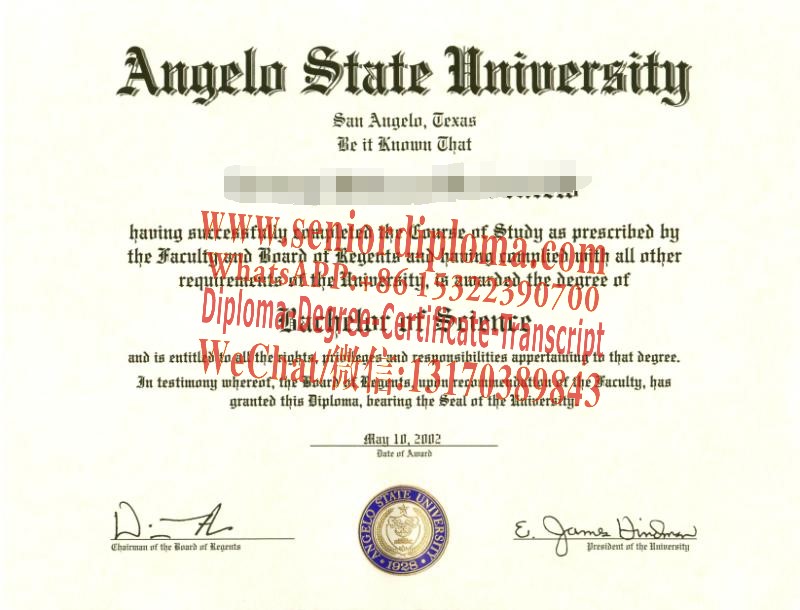 Angelo State University
San Angelo, Texas
Be it Known That
www.seniordiploma.com
having successfully completed the Course of Study as prescribed by
the Faculty and Board of Regents and having complied with all other
WhatsAPP:+86 15322390700
requirements of the University, is awarded the degree of
Diploma-Degree-Certificate-Transcript
Bachelor of Science
and is entitled to all the rights, privileges and responsibilities appertaining to that degree.
WeChat/微信:13170389843
In testimony whereof, the Board of Regents, upon recommendation of the Faculty, has
granted this Diploma, bearing the Seal of the University.
May 10, 2002
Date of Award
ANGELO STATE UNIVERSITY
1928
Chairman of the Board of Regents
E. James Hindman
President of the University